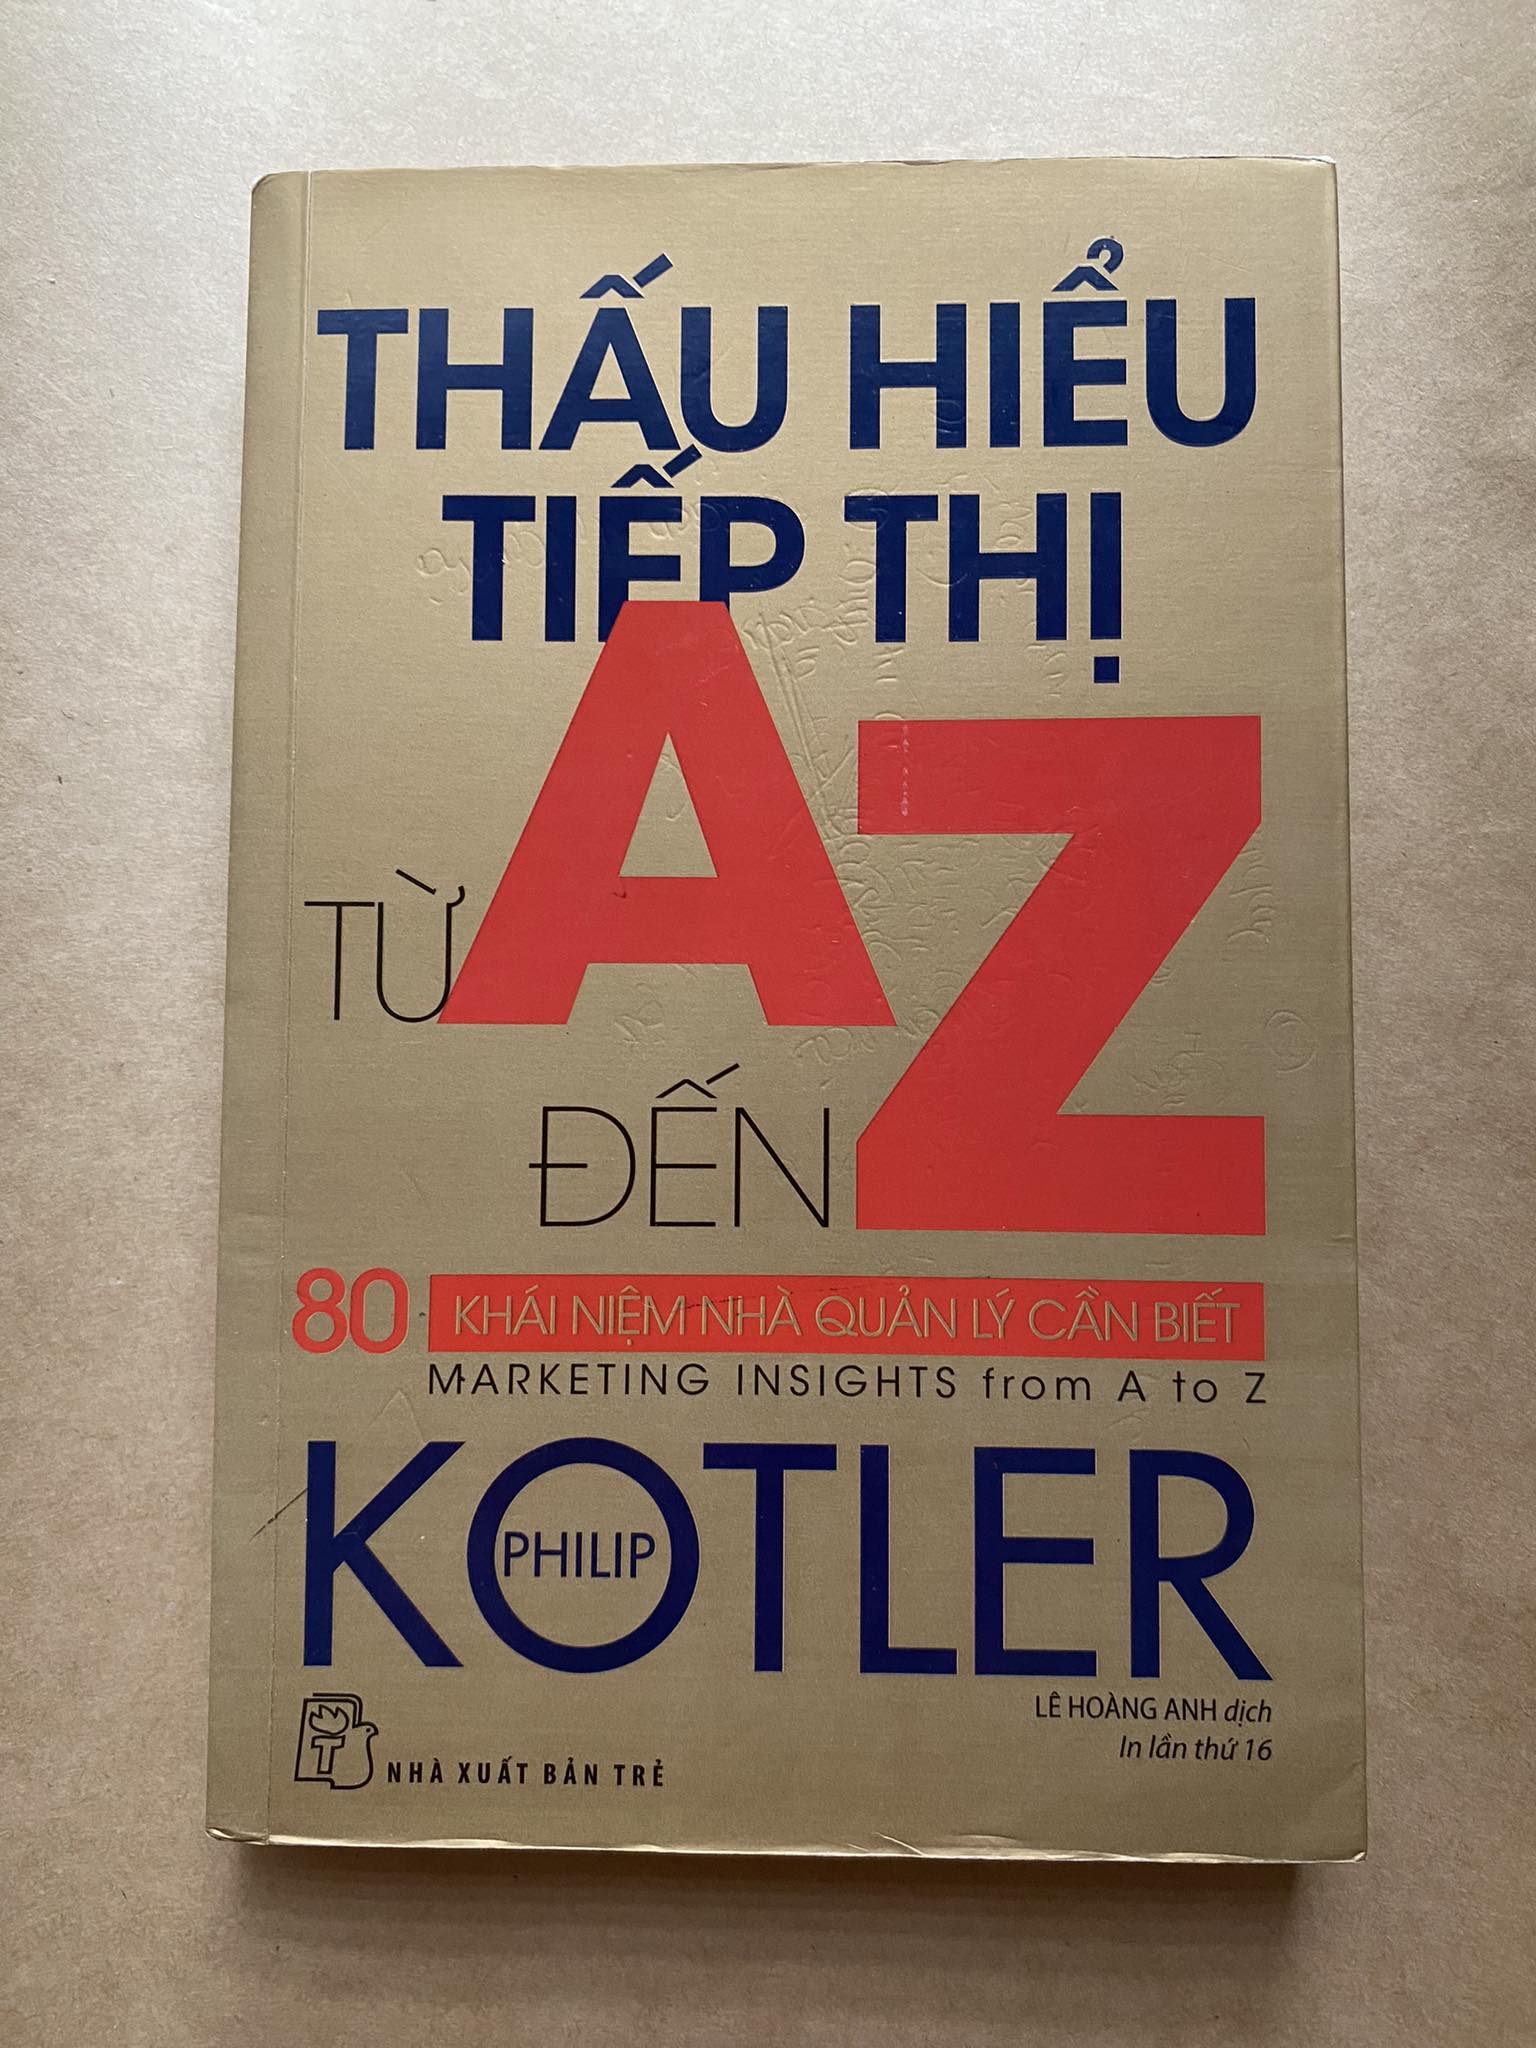 THẤU HIỂU
TIẾP THỊ
TỪ A
ĐẾN Z
80 KHÁI NIỆM NHÀ QUẢN LÝ CẦN BIẾT
MARKETING INSIGHTS from A to Z
PHILIP
KOTLER
LÊ HOÀNG ANH dịch
In lần thứ 16
NHÀ XUẤT BẢN TRẺ